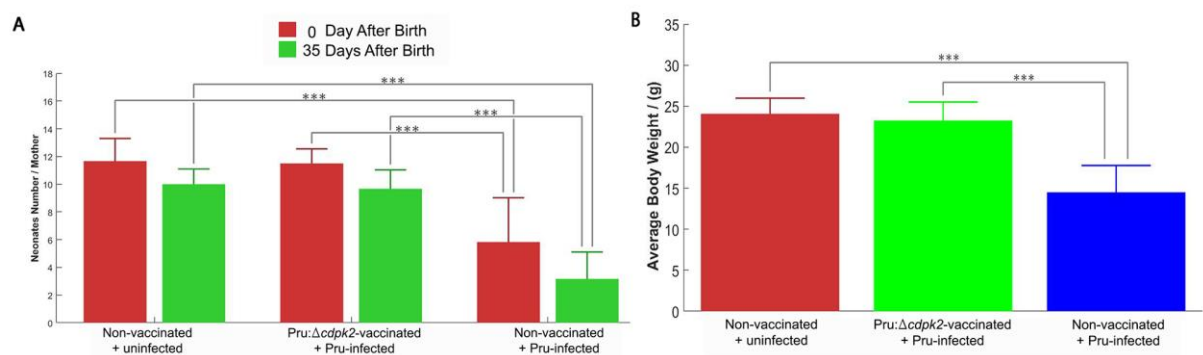 A
0 Day After Birth
35 Days After Birth
Neonates Number / Mother
18
16
14
12
10
8
6
4
2
0
***
***
***
***
Non-vaccinated
+ uninfected
Pru:Δcdpk2-vaccinated
+ Pru-infected
Non-vaccinated
+ Pru-infected
B
Average Body Weight / (g)
40
35
30
25
20
15
10
5
0
***
***
Non-vaccinated
+ uninfected
Pru:Δcdpk2-vaccinated
+ Pru-infected
Non-vaccinated
+ Pru-infected